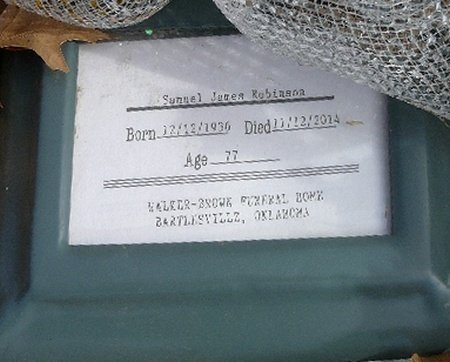 Samuel James Robinson
Born 12/12/1936 Died 11/12/2014
Age 77
WALKER-BROWN FUNERAL HOME
BARTLESVILLE, OKLAHOMA